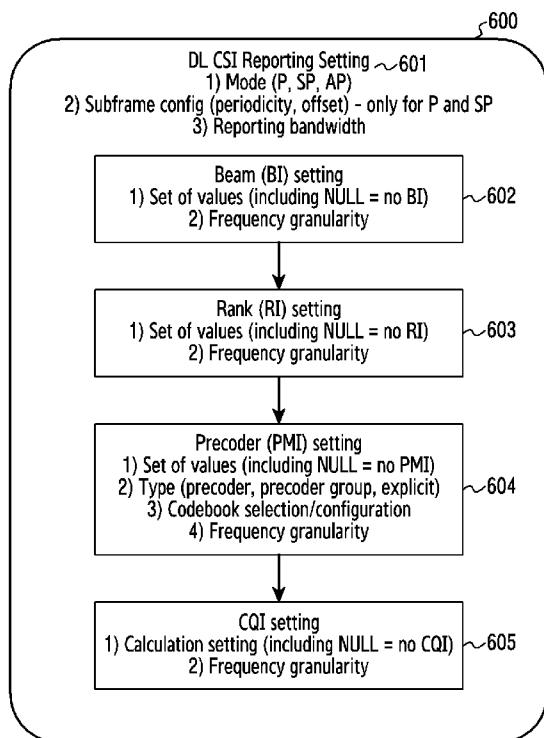 600
DL CSI Reporting Setting 601
1) Mode (P, SP, AP)
2) Subframe config (periodicity, offset) - only for P and SP
3) Reporting bandwidth
Beam (BI) setting
1) Set of values (including NULL = no BI)
2) Frequency granularity
602
Rank (RI) setting
1) Set of values (including NULL = no RI)
2) Frequency granularity
603
Precoder (PMI) setting
1) Set of values (including NULL = no PMI)
2) Type (precoder, precoder group, explicit)
3) Codebook selection/configuration
4) Frequency granularity
604
CQI setting
1) Calculation setting (including NULL = no CQI)
2) Frequency granularity
605